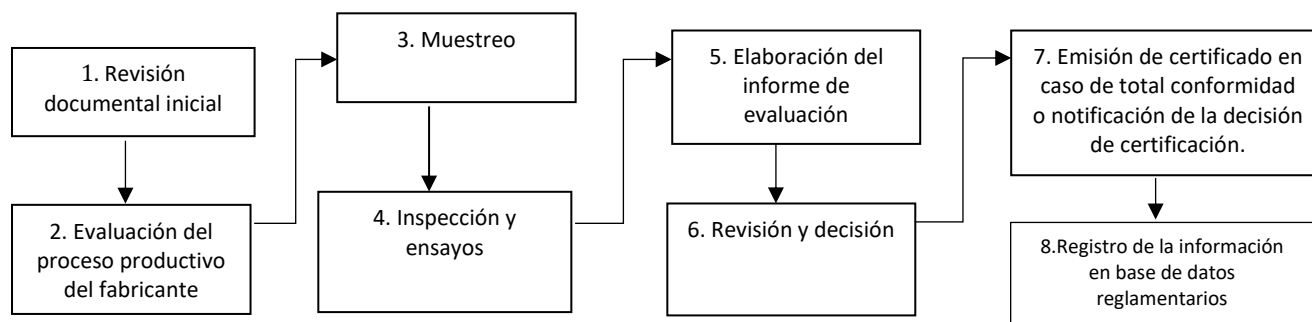 1. Revisión
documental inicial
2. Evaluación del
proceso productivo
del fabricante
3. Muestreo
4. Inspección y
ensayos
5. Elaboración del
informe de
evaluación
6. Revisión y decisión
7. Emisión de certificado en
caso de total conformidad
o notificación de la decisión
de certificación.
8.Registro de la información
en base de datos
reglamentarios